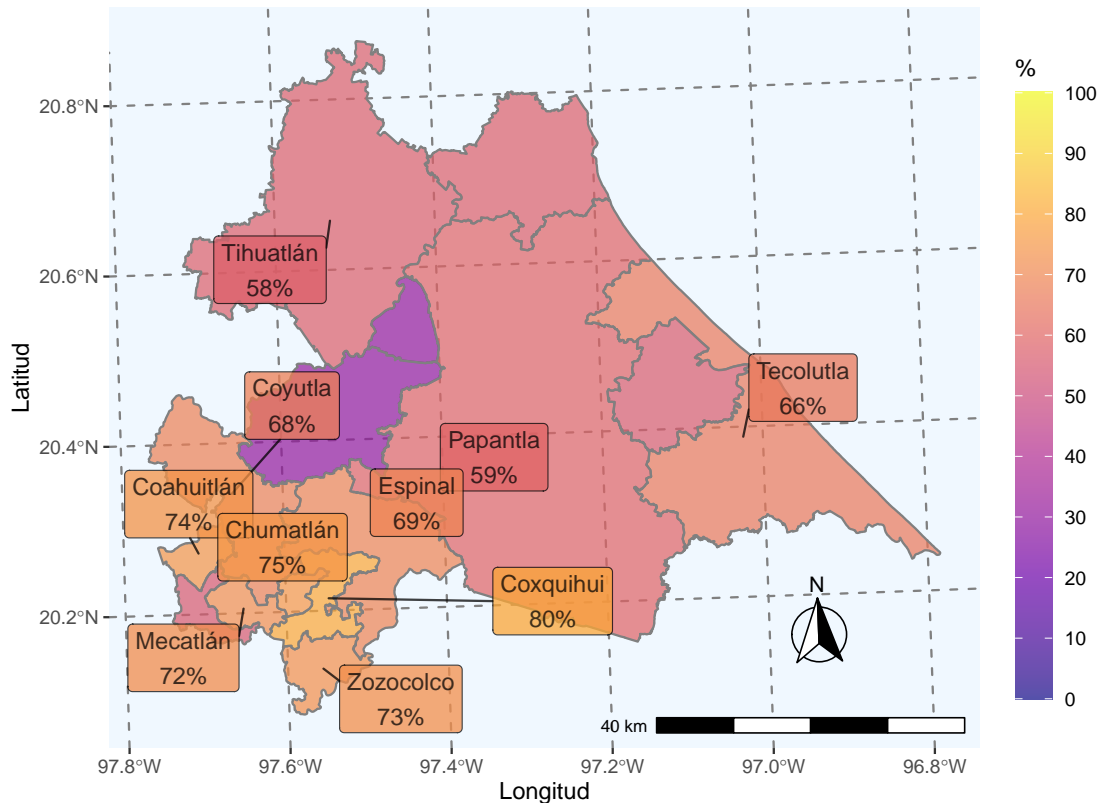 Latitud
20.8°N
20.6°N
20.4°N
20.2°N
Tihuatlán
58%
Coyutla
68%
Tecolutla
66%
Papantla
59%
Coahuitlán
74%
Espinal
69%
Chumatlán
75%
Coxquihui
80%
Mecatlán
72%
Zozocolco
73%
N
40 km
97.8°W
97.6°W
97.4°W
97.2°W
97.0°W
96.8°W
Longitud
%
100
90
80
70
60
50
40
30
20
10
0